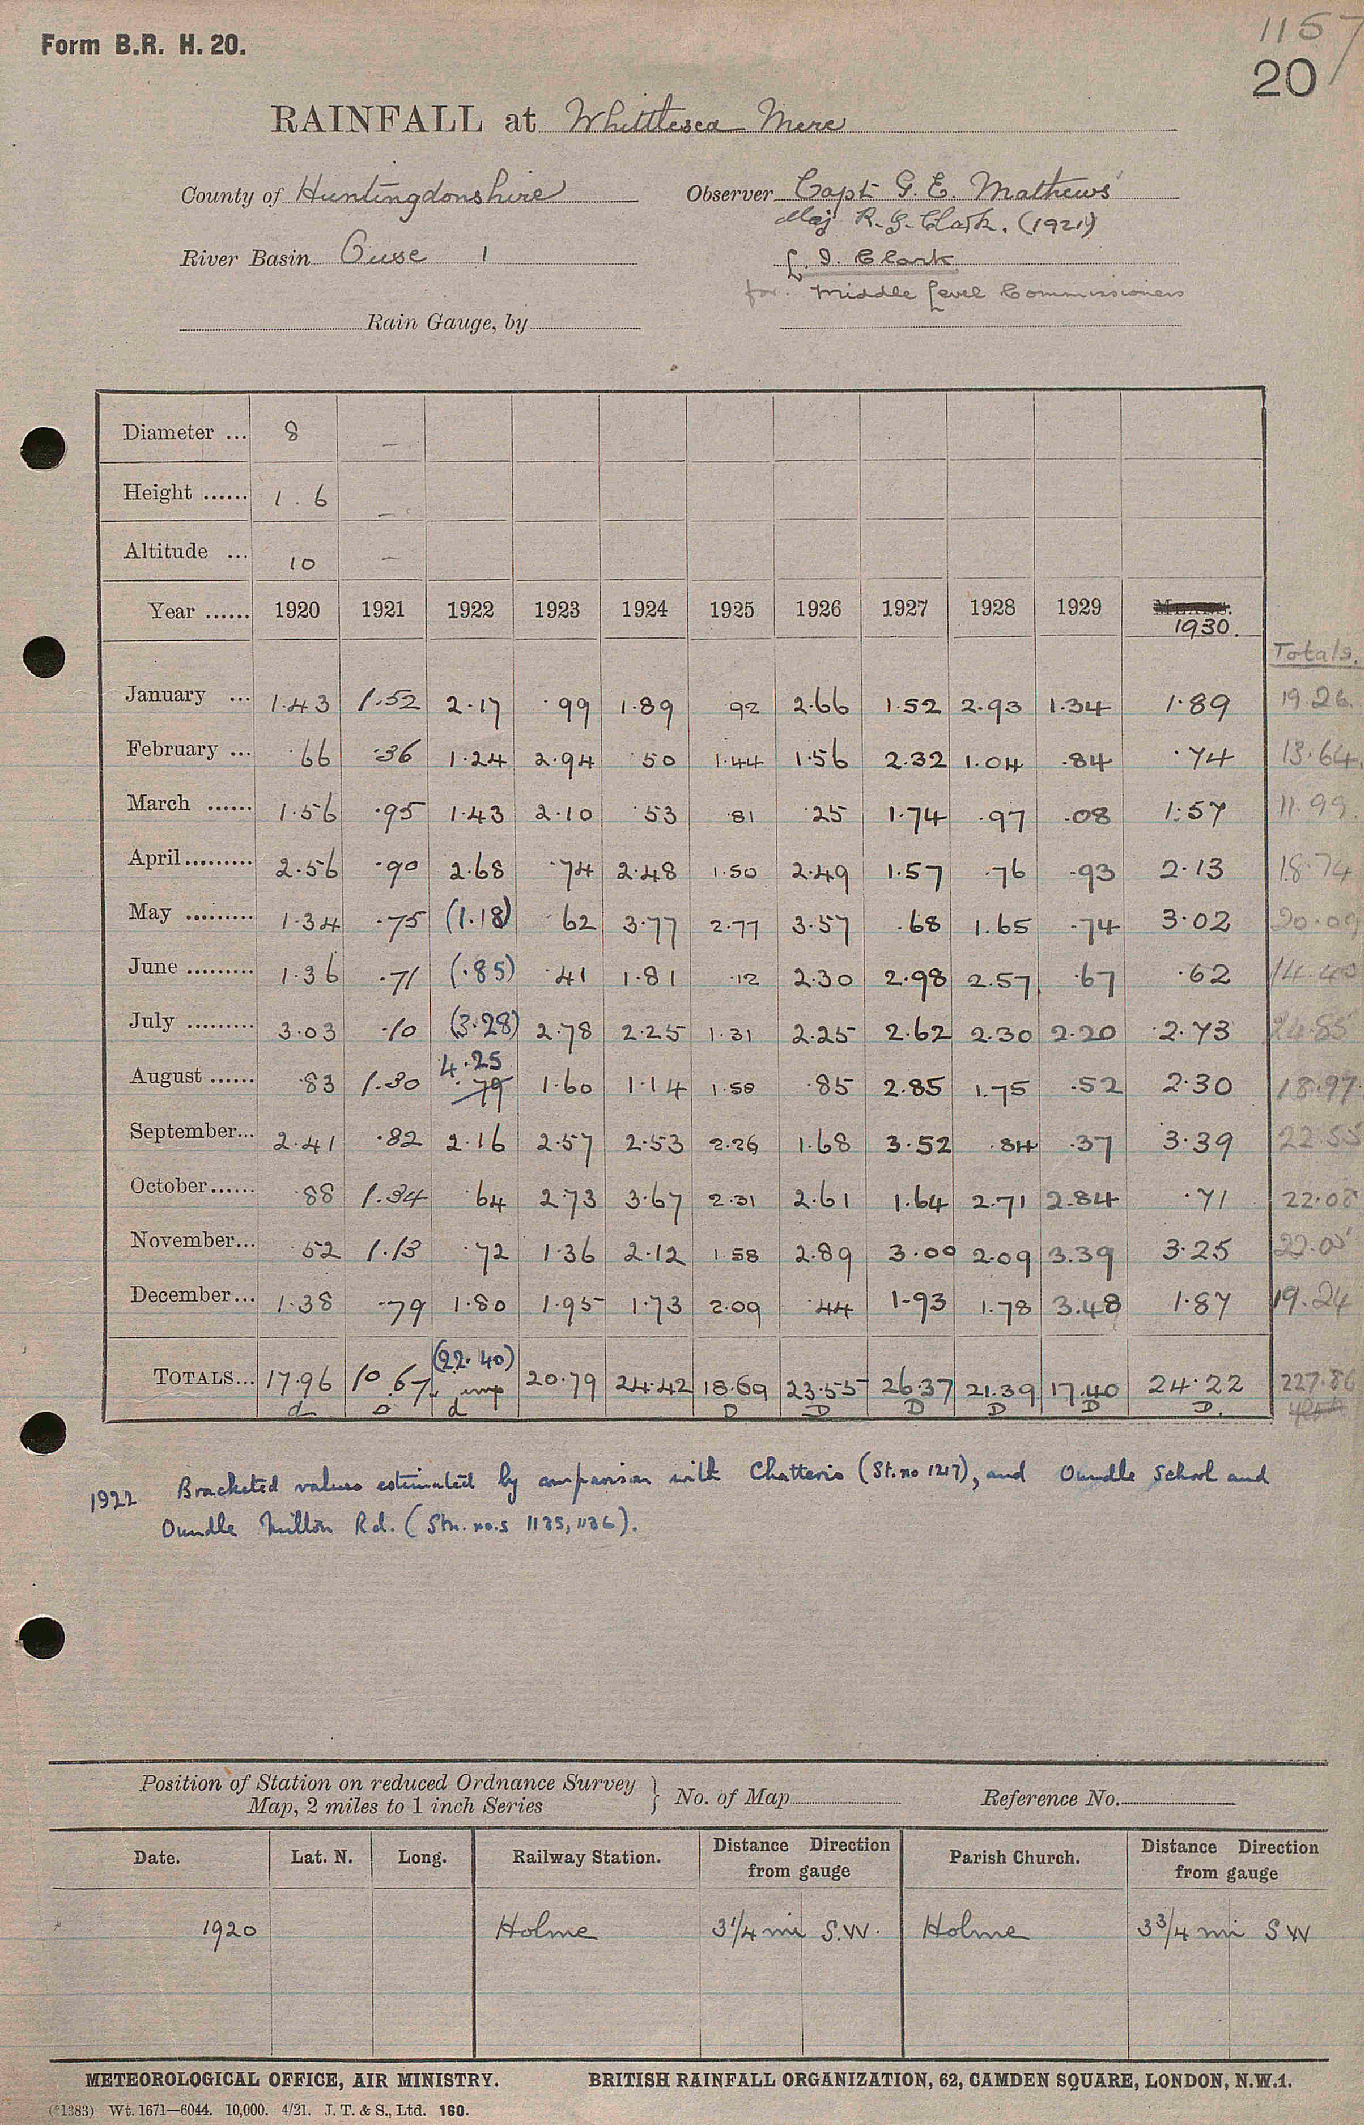 Form B.R. H. 20.
1157
20
RAINFALL at Whittlesea Mere
County of Huntingdonshire Observer Capt G. E. Mathews
Maj R. G. Clark. (1921)
River Basin Ouse 1 L. I. Clark
for Middle Level Commissioners
Rain Gauge, by
Diameter ... 8 —
Height ...... 1 . 6 —
Altitude ... 10 —
Year ...... 1920 1921 1922 1923 1924 1925 1926 1927 1928 1929 1930.
Totals.
January ... 1.43 1.52 2.17 .99 1.89 92 2.66 1.52 2.93 1.34 1.89 19.26
February ... .66 .36 1.24 2.94 .50 1.44 1.56 2.32 1.04 .84 .74 13.64
March ...... 1.56 .95 1.43 2.10 .53 81 .25 1.74 .97 .08 1.57 11.99
April ......... 2.56 .90 2.68 .74 2.48 1.50 2.49 1.57 .76 .93 2.13 18.74
May ......... 1.34 .75 (1.18) .62 3.77 2.77 3.57 .68 1.65 .74 3.02 20.09
June ......... 1.36 .71 (.85) .41 1.81 .12 2.30 2.98 2.57 .67 .62 14.40
July ......... 3.03 .10 (3.28) 2.78 2.25 1.31 2.25 2.62 2.30 2.20 2.73 24.85
4.25
August ...... .83 1.30 .79 1.60 1.14 1.58 .85 2.85 1.75 .52 2.30 18.97
September... 2.41 .82 2.16 2.57 2.53 2.26 1.68 3.52 .84 .37 3.39 22.55
October...... .88 1.34 .64 2.73 3.67 2.31 2.61 1.64 2.71 2.84 .71 22.08
November... .52 1.13 .72 1.36 2.12 1.58 2.89 3.00 2.09 3.39 3.25 22.05
December... 1.38 .79 1.80 1.95 1.73 2.09 .44 1.93 1.78 3.48 1.87 19.24
(22.40)
TOTALS... 17.96 10.67 imp 20.79 24.42 18.69 23.55 26.37 21.39 17.40 24.22 227.86
d D d D D D D D D.
1922 Bracketed values estimated by comparison with Chatteris (St. no 1217), and Oundle School and
Oundle Milton Rd. (Stn. no.s 1135, 1136).
Position of Station on reduced Ordnance Survey
Map, 2 miles to 1 inch Series } No. of Map Reference No.
Date. Lat. N. Long. Railway Station. Distance Direction from gauge Parish Church. Distance Direction from gauge
1920 Holme 3 1/4 mi S.W. Holme 3 3/4 mi S W
METEOROLOGICAL OFFICE, AIR MINISTRY. BRITISH RAINFALL ORGANIZATION, 62, CAMDEN SQUARE, LONDON, N.W.1.
(*1383) Wt. 1671—6044. 10,000. 4/21. J. T. & S., Ltd. 160.